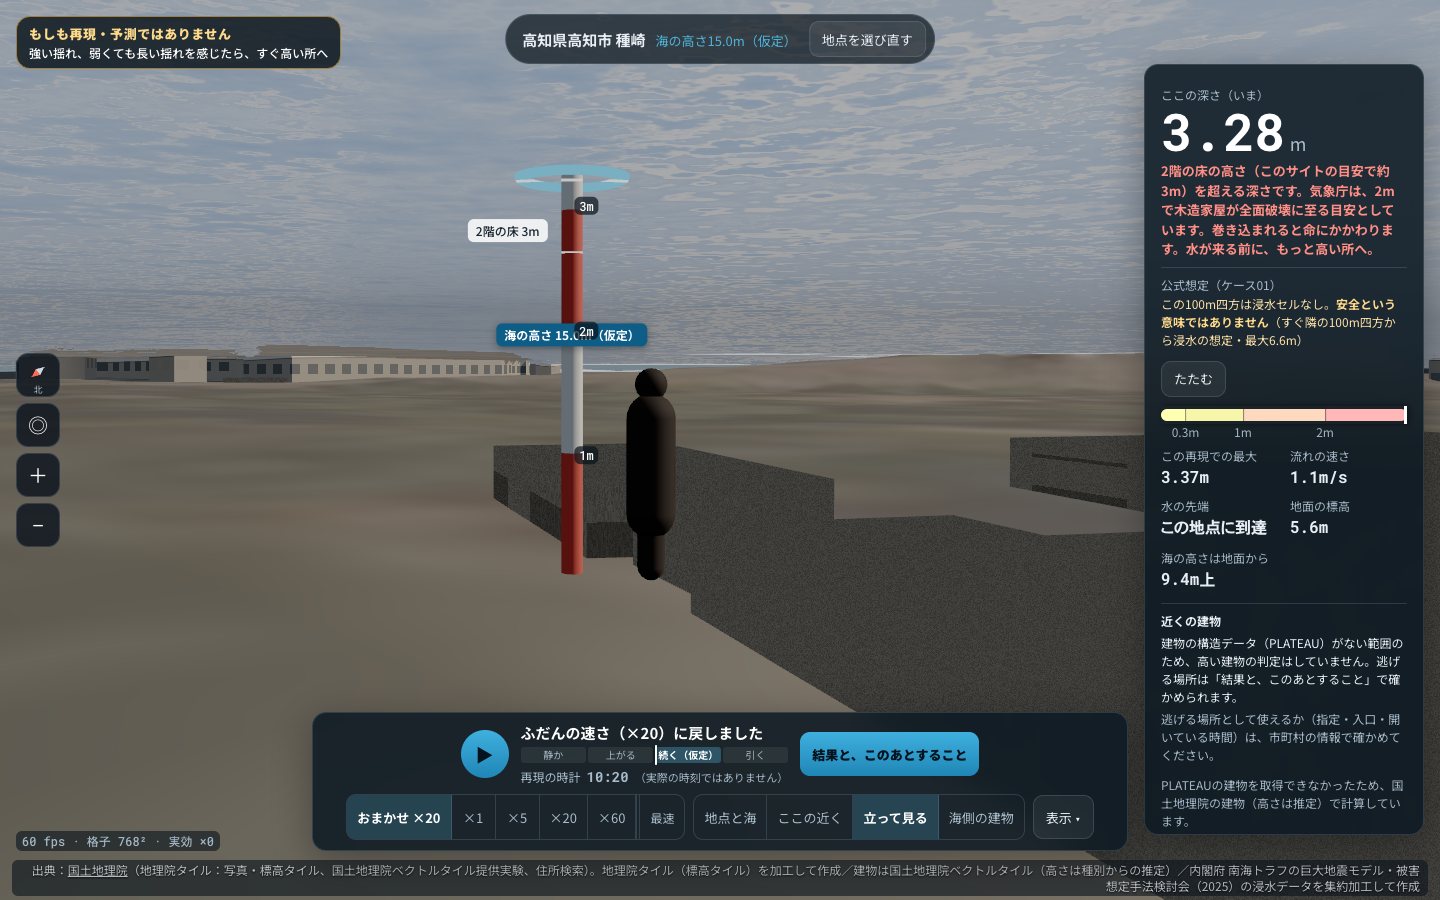 もしも再現・予測ではありません
強い揺れ、弱くても長い揺れを感じたら、すぐ高い所へ
高知県高知市 種崎 海の高さ15.0m（仮定） 地点を選び直す
ここの深さ（いま）
3.28 m
2階の床の高さ（このサイトの目安で約
3m）を超える深さです。気象庁は、2m
で木造家屋が全面破壊に至る目安として
います。巻き込まれると命にかかわりま
す。水が来る前に、もっと高い所へ。
公式想定（ケース01）
この100m四方は浸水セルなし。安全という
意味ではありません（すぐ隣の100m四方か
ら浸水の想定・最大6.6m）
たたむ
0.3m 1m 2m
この再現での最大 流れの速さ
3.37m 1.1m/s
水の先端 地面の標高
この地点に到達 5.6m
海の高さは地面から
9.4m上
近くの建物
建物の構造データ（PLATEAU）がない範囲の
ため、高い建物の判定はしていません。逃げ
る場所は「結果と、このあとすること」で確
かめられます。
逃げる場所として使えるか（指定・入口・開
いている時間）は、市町村の情報で確かめて
ください。
PLATEAUの建物を取得できなかったため、国
土地理院の建物（高さは推定）で計算してい
ます。
3m
2階の床 3m
2m
海の高さ 15.0m（仮定）
1m
北
ふだんの速さ（×20）に戻しました
静か 上がる 続く（仮定） 引く
再現の時計 10:20 （実際の時刻ではありません）
結果と、このあとすること
おまかせ ×20 ×1 ×5 ×20 ×60 最速 地点と海 ここの近く 立って見る 海側の建物 表示 ▾
60 fps · 格子 768² · 実効 ×0
出典：国土地理院（地理院タイル：写真・標高タイル、国土地理院ベクトルタイル提供実験、住所検索）。地理院タイル（標高タイル）を加工して作成／建物は国土地理院ベクトルタイル（高さは種別からの推定）／内閣府 南海トラフの巨大地震モデル・被害
想定手法検討会（2025）の浸水データを集約加工して作成